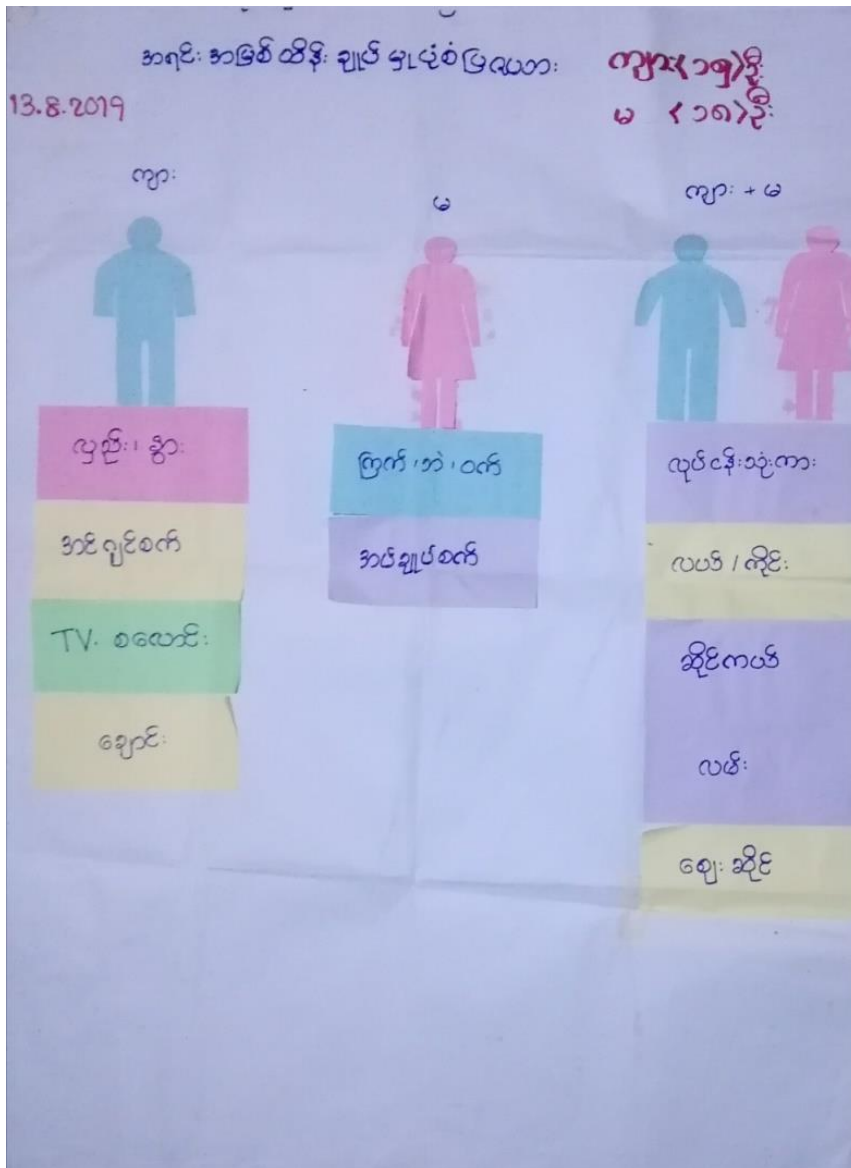 အရင်းအမြစ်ထိန်းချုပ်မှုပုံစံပြဇယား
ကျား<၁၅>ဦး
13.8.2019
မ <၁၈>ဦး
ကျား
မ
ကျား + မ
လှည်း၊ နွား
အင်ဂျင်စက်
TV. စလောင်း
ချောင်း
ကြက်၊ဘဲ၊ဝက်
အပ်ချုပ်စက်
လုပ်ငန်းသုံးကား
လယ် / ကိုင်း
ဆိုင်ကယ်
လမ်း
ဈေးဆိုင်